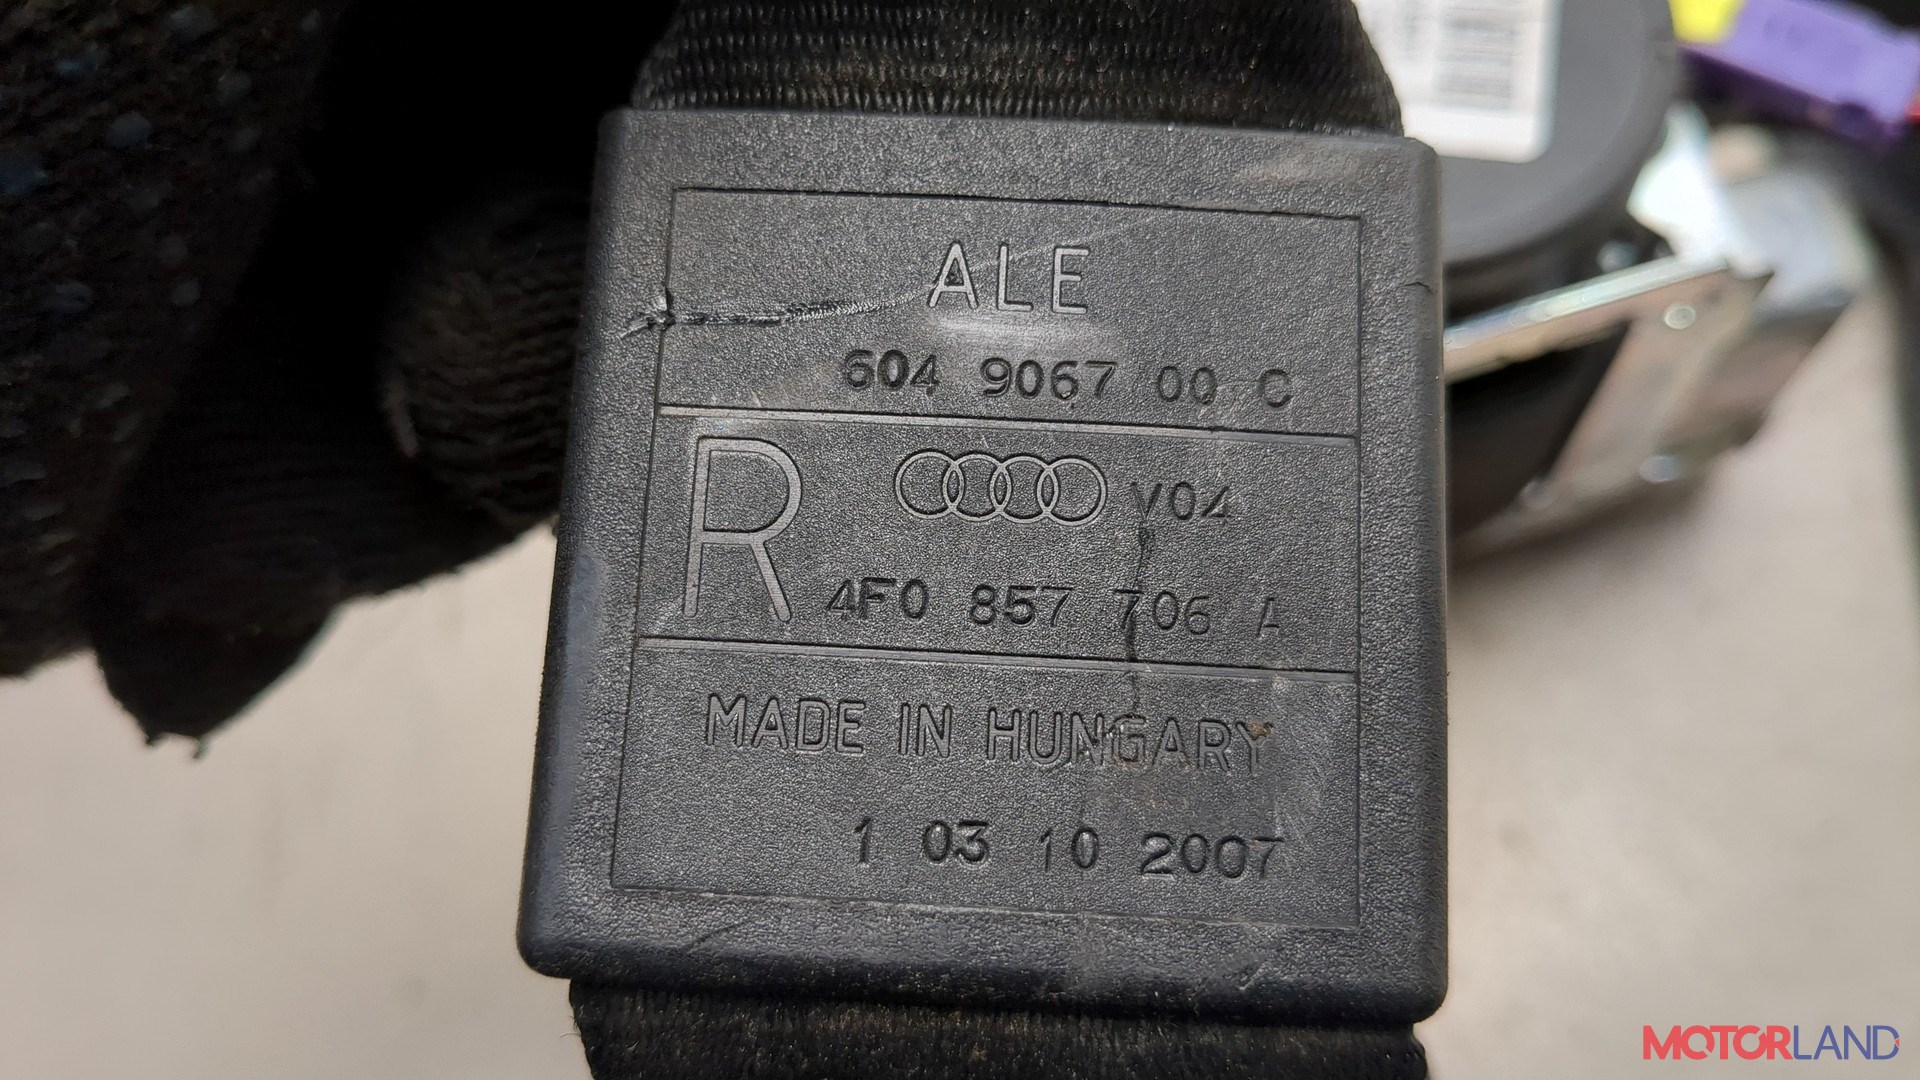 ALE
604 9067 00 C
R V04
4F0 857 706 A
MADE IN HUNGARY
1 03 10 2007
MOTORLAND